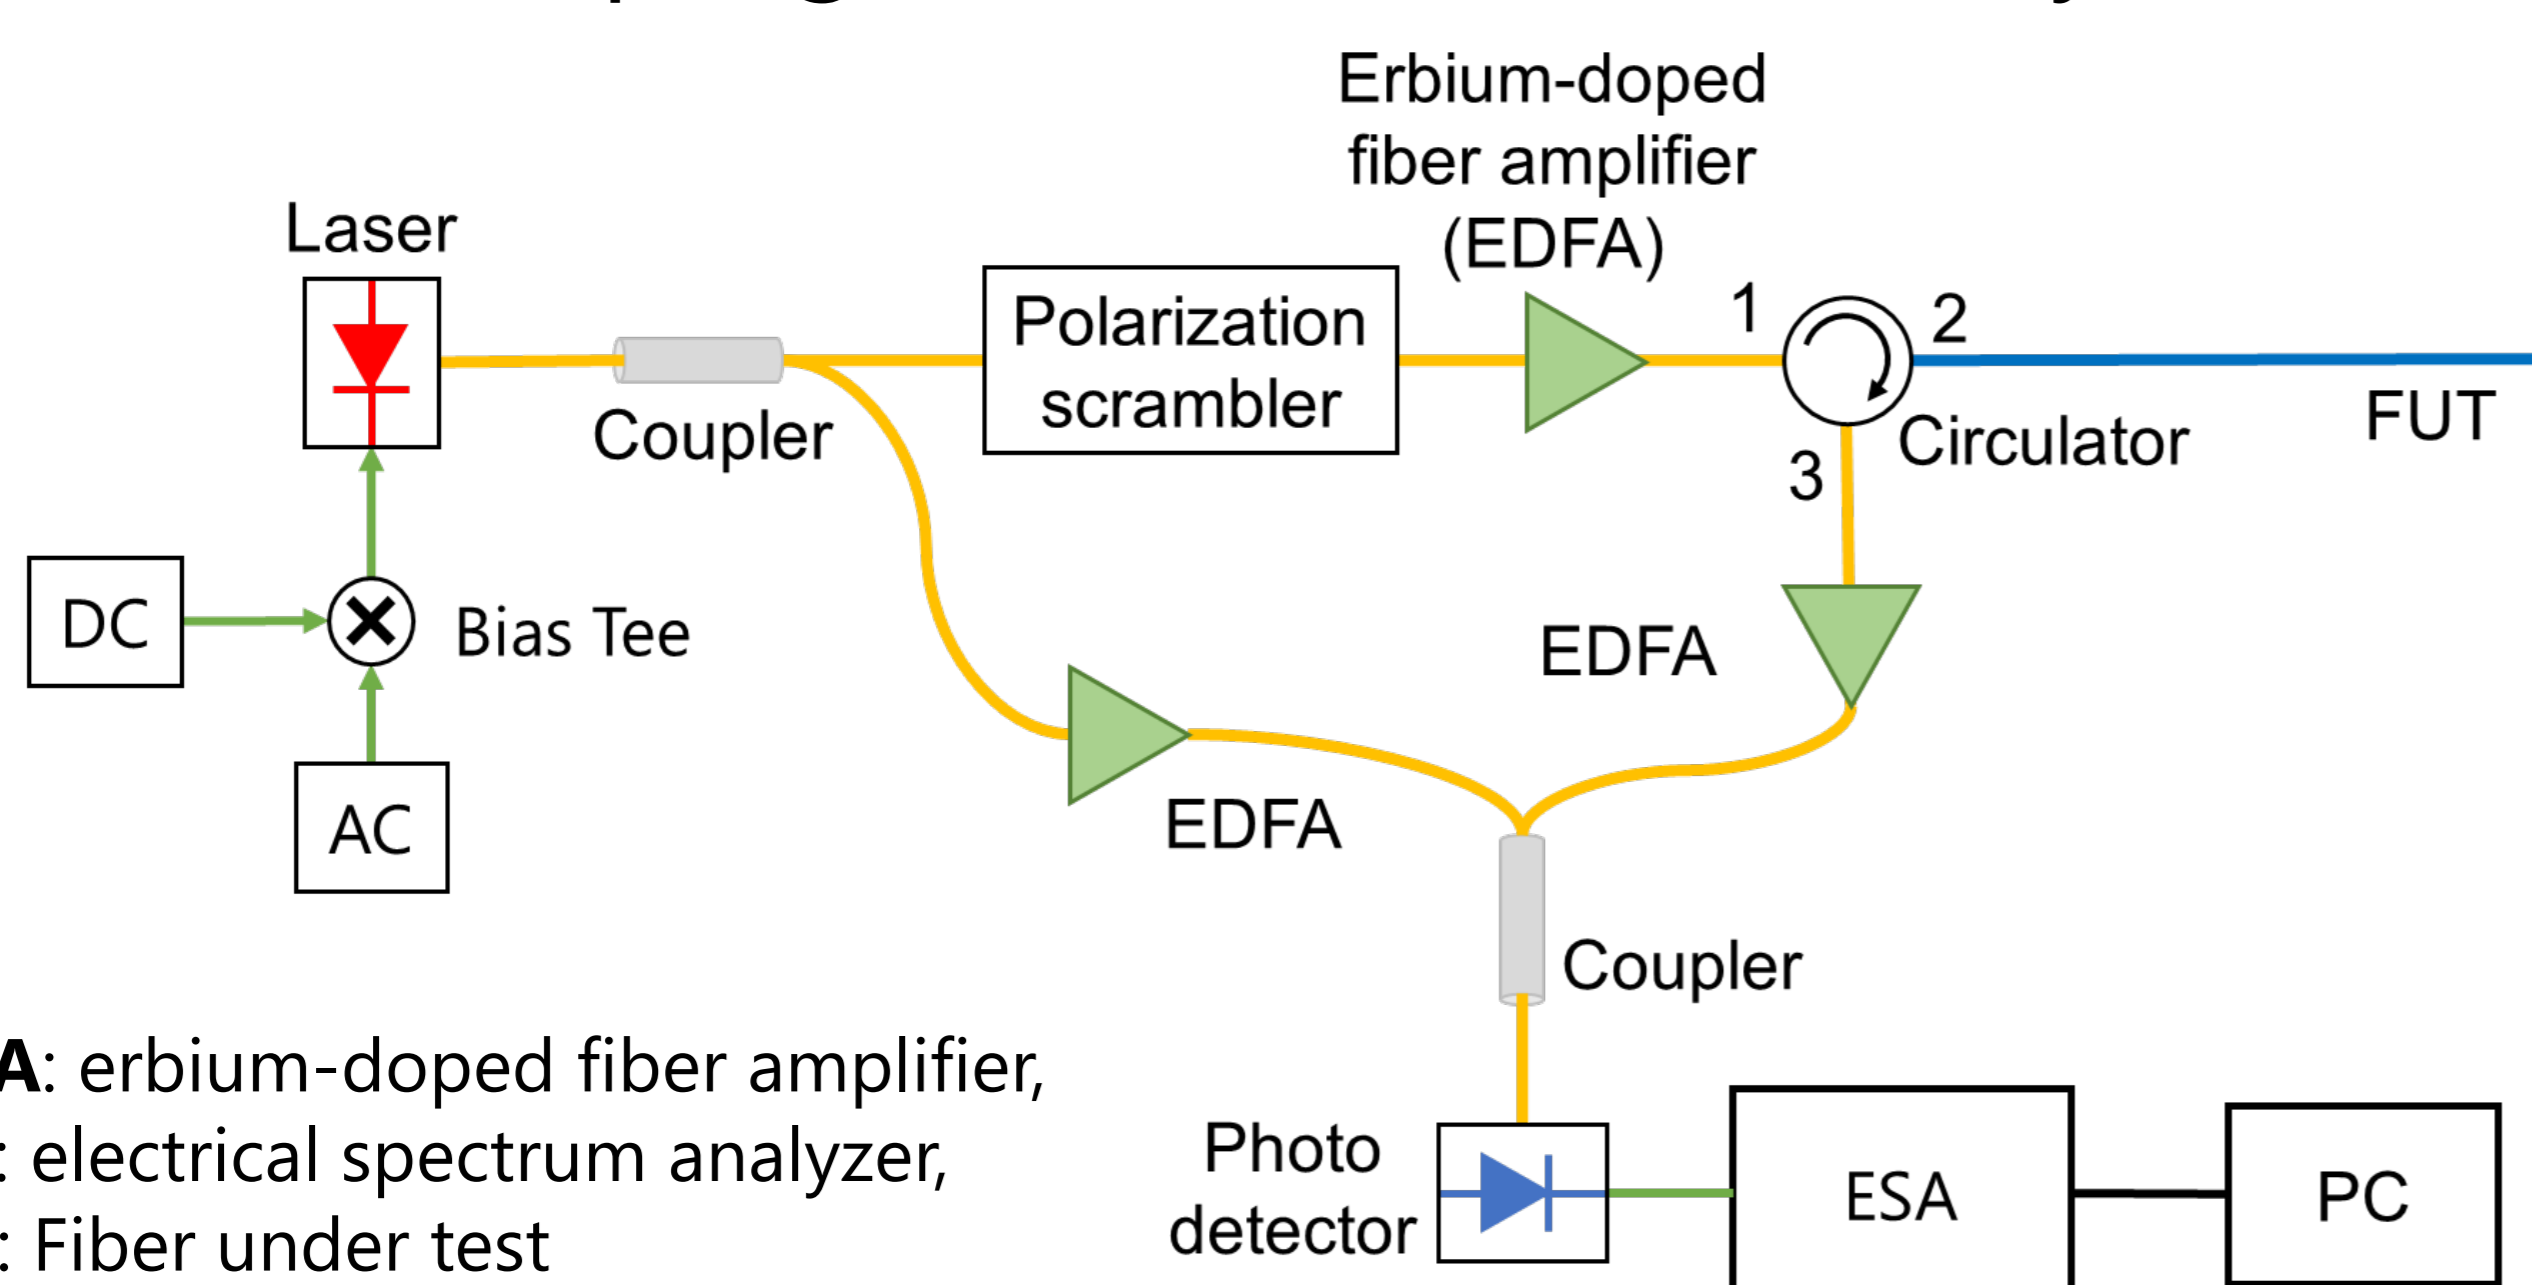 Erbium-doped
fiber amplifier
(EDFA)
Laser
Polarization
scrambler
1
2
Coupler
Circulator
FUT
3
DC
Bias Tee
EDFA
AC
EDFA
Coupler
A: erbium-doped fiber amplifier,
: electrical spectrum analyzer,
: Fiber under test
Photo
detector
ESA
PC